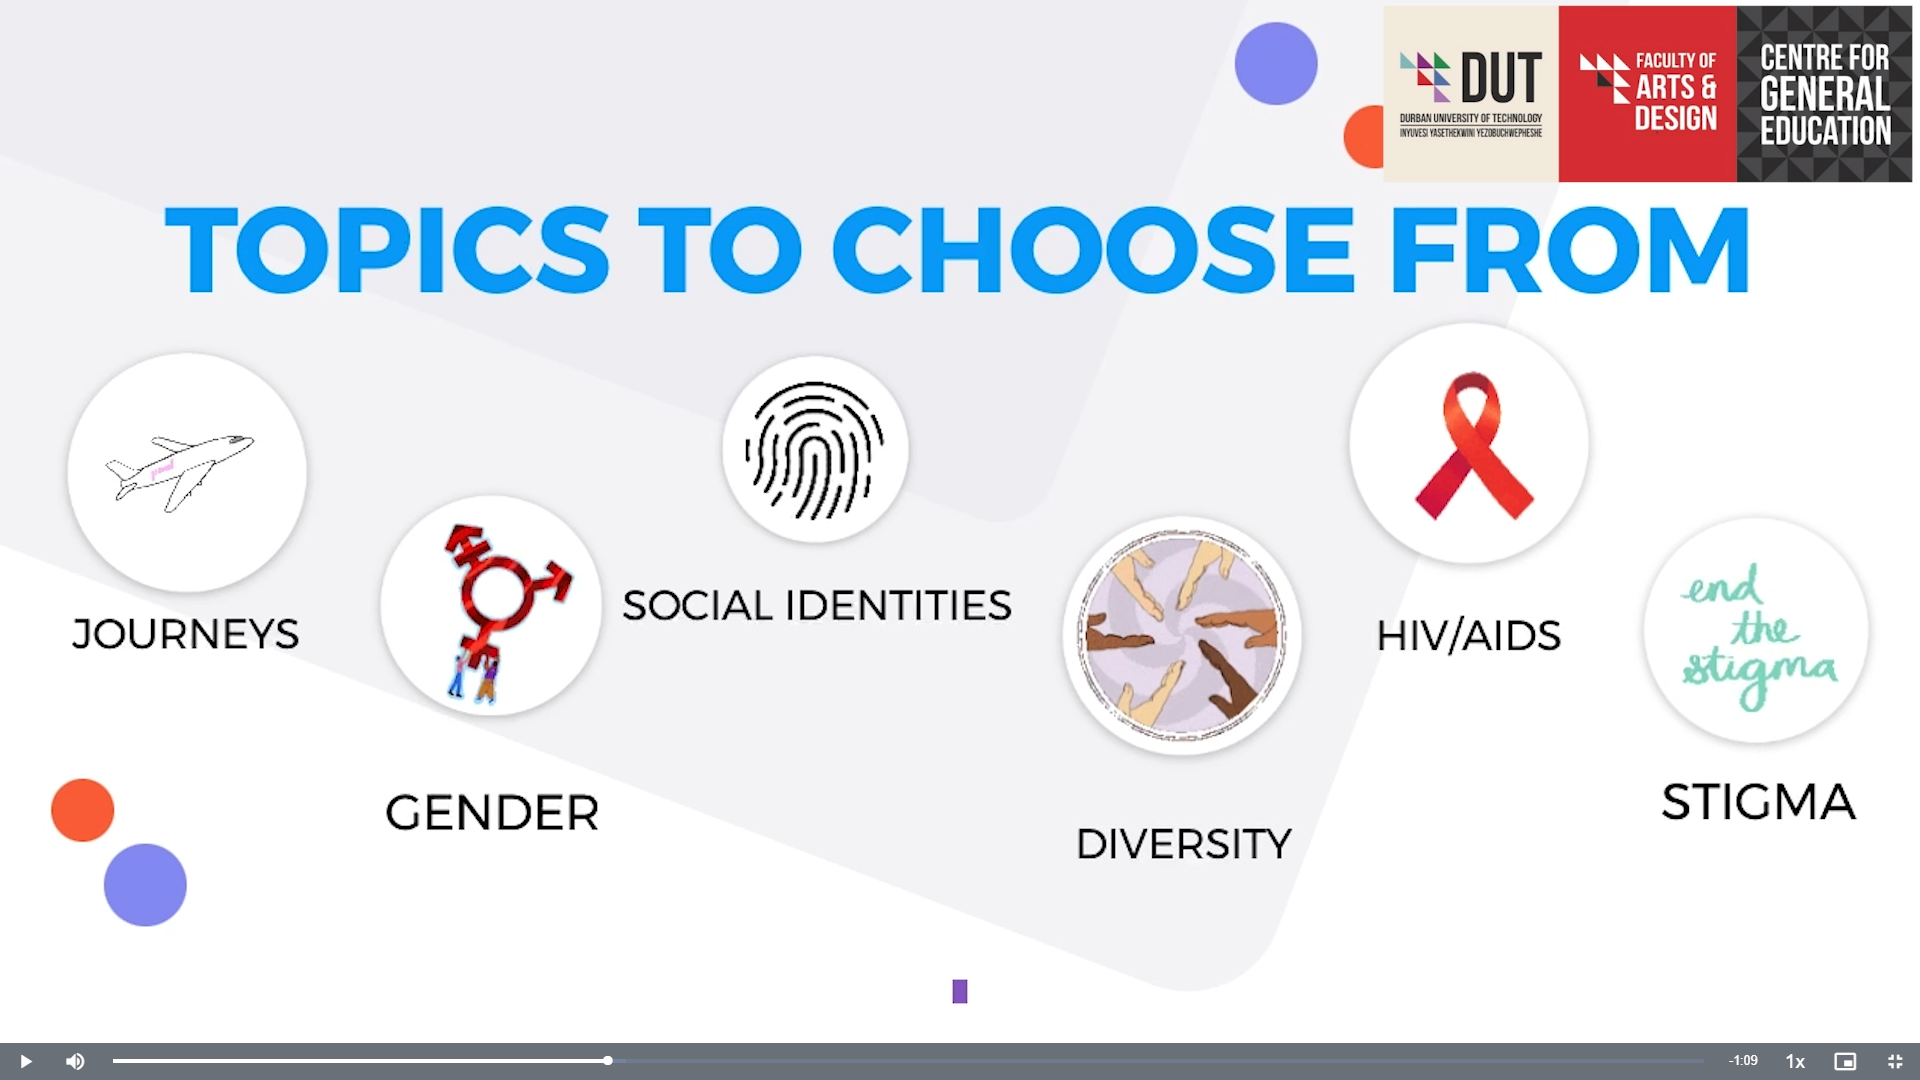 DUT
DURBAN UNIVERSITY OF TECHNOLOGY
INYUVESI YASETHEKWINI YEZOBUCHWEPHESHE
FACULTY OF
ARTS &
DESIGN
CENTRE FOR
GENERAL
EDUCATION
TOPICS TO CHOOSE FROM
JOURNEYS
GENDER
SOCIAL IDENTITIES
DIVERSITY
HIV/AIDS
end
the
stigma
STIGMA
-1:09
1x